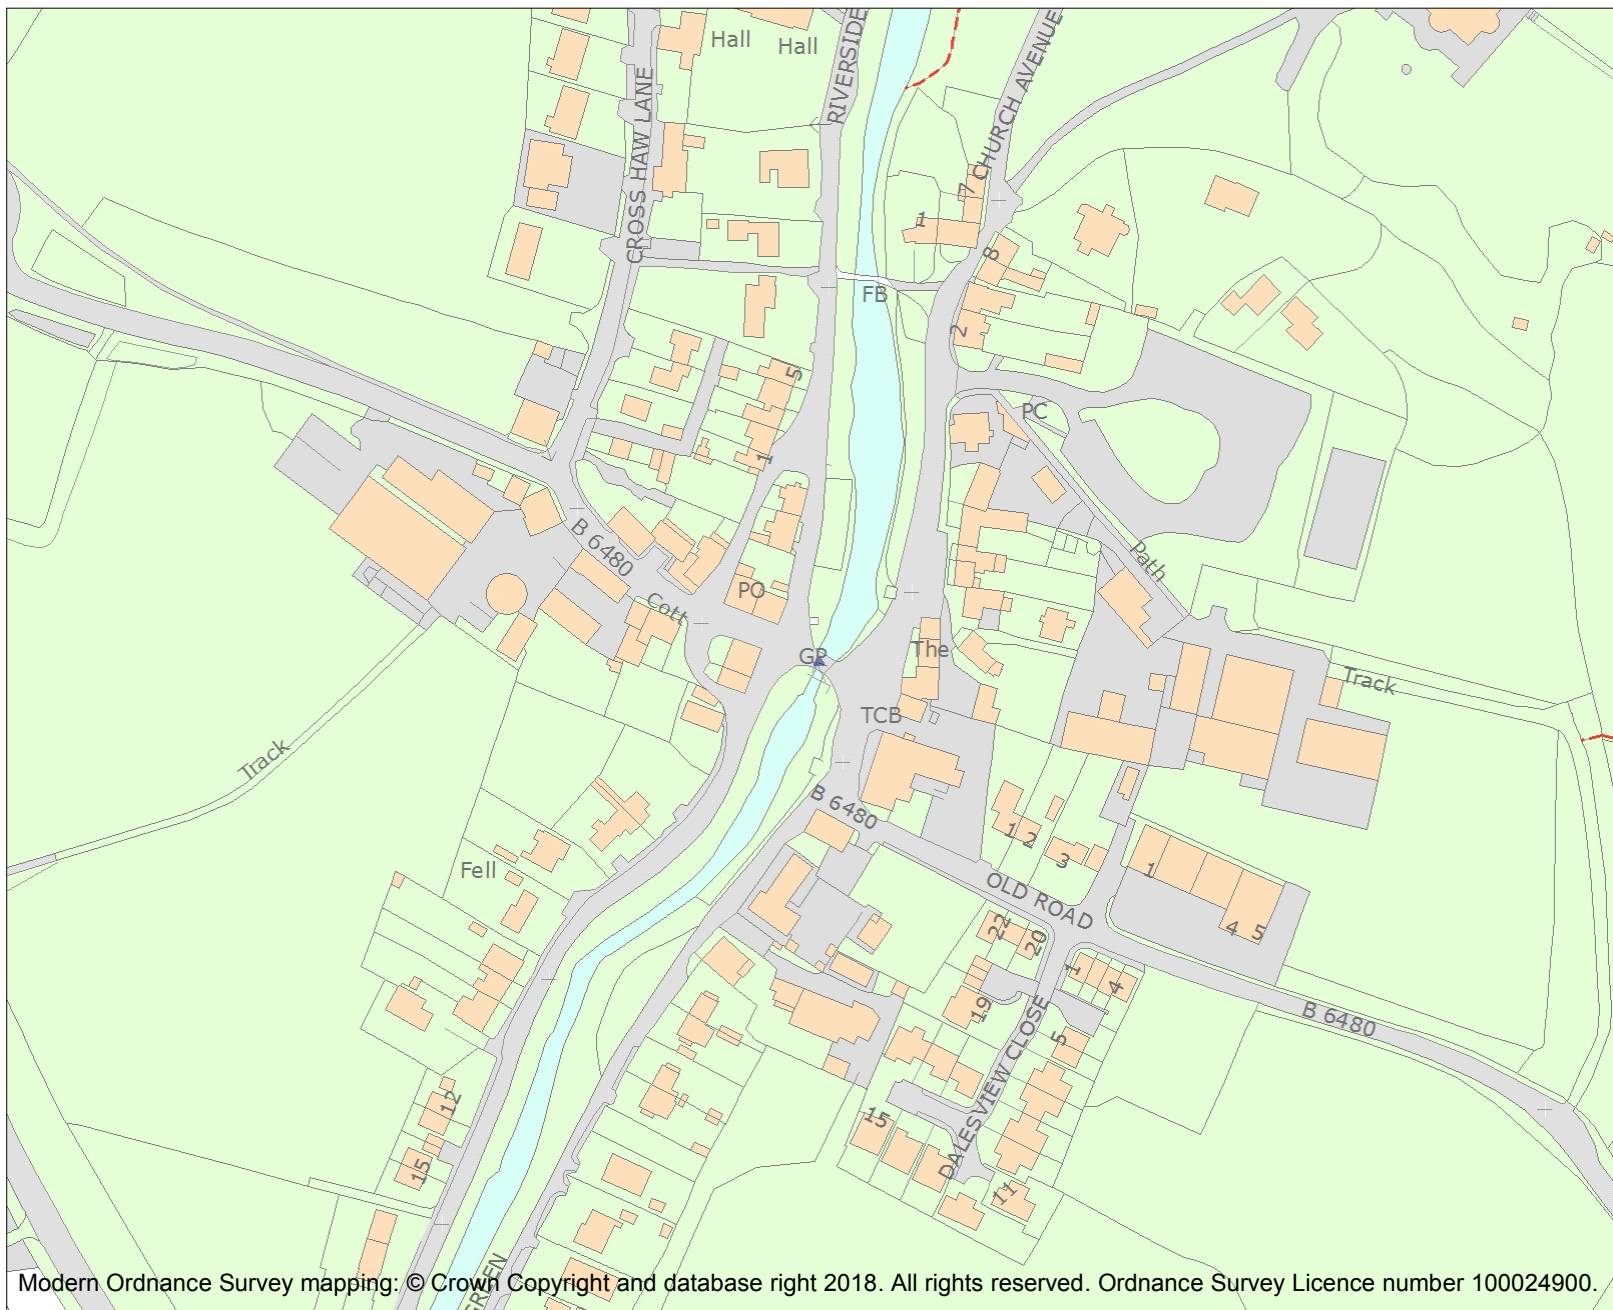 Hall
Hall
RIVERSIDE
CHURCH AVENUE
CROSS HAW LANE
7
1
8
FB
2
5
PC
1
B 6480
Path
PO
Cott
GP
The
Track
TCB
Track
B 6480
1 2
3
Fell
1
OLD ROAD
4 5
22
20
1
4
19
5
B 6480
12
15
DALESVIEW CLOSE
15
11
GREEN
Modern Ordnance Survey mapping: © Crown Copyright and database right 2018. All rights reserved. Ordnance Survey Licence number 100024900.